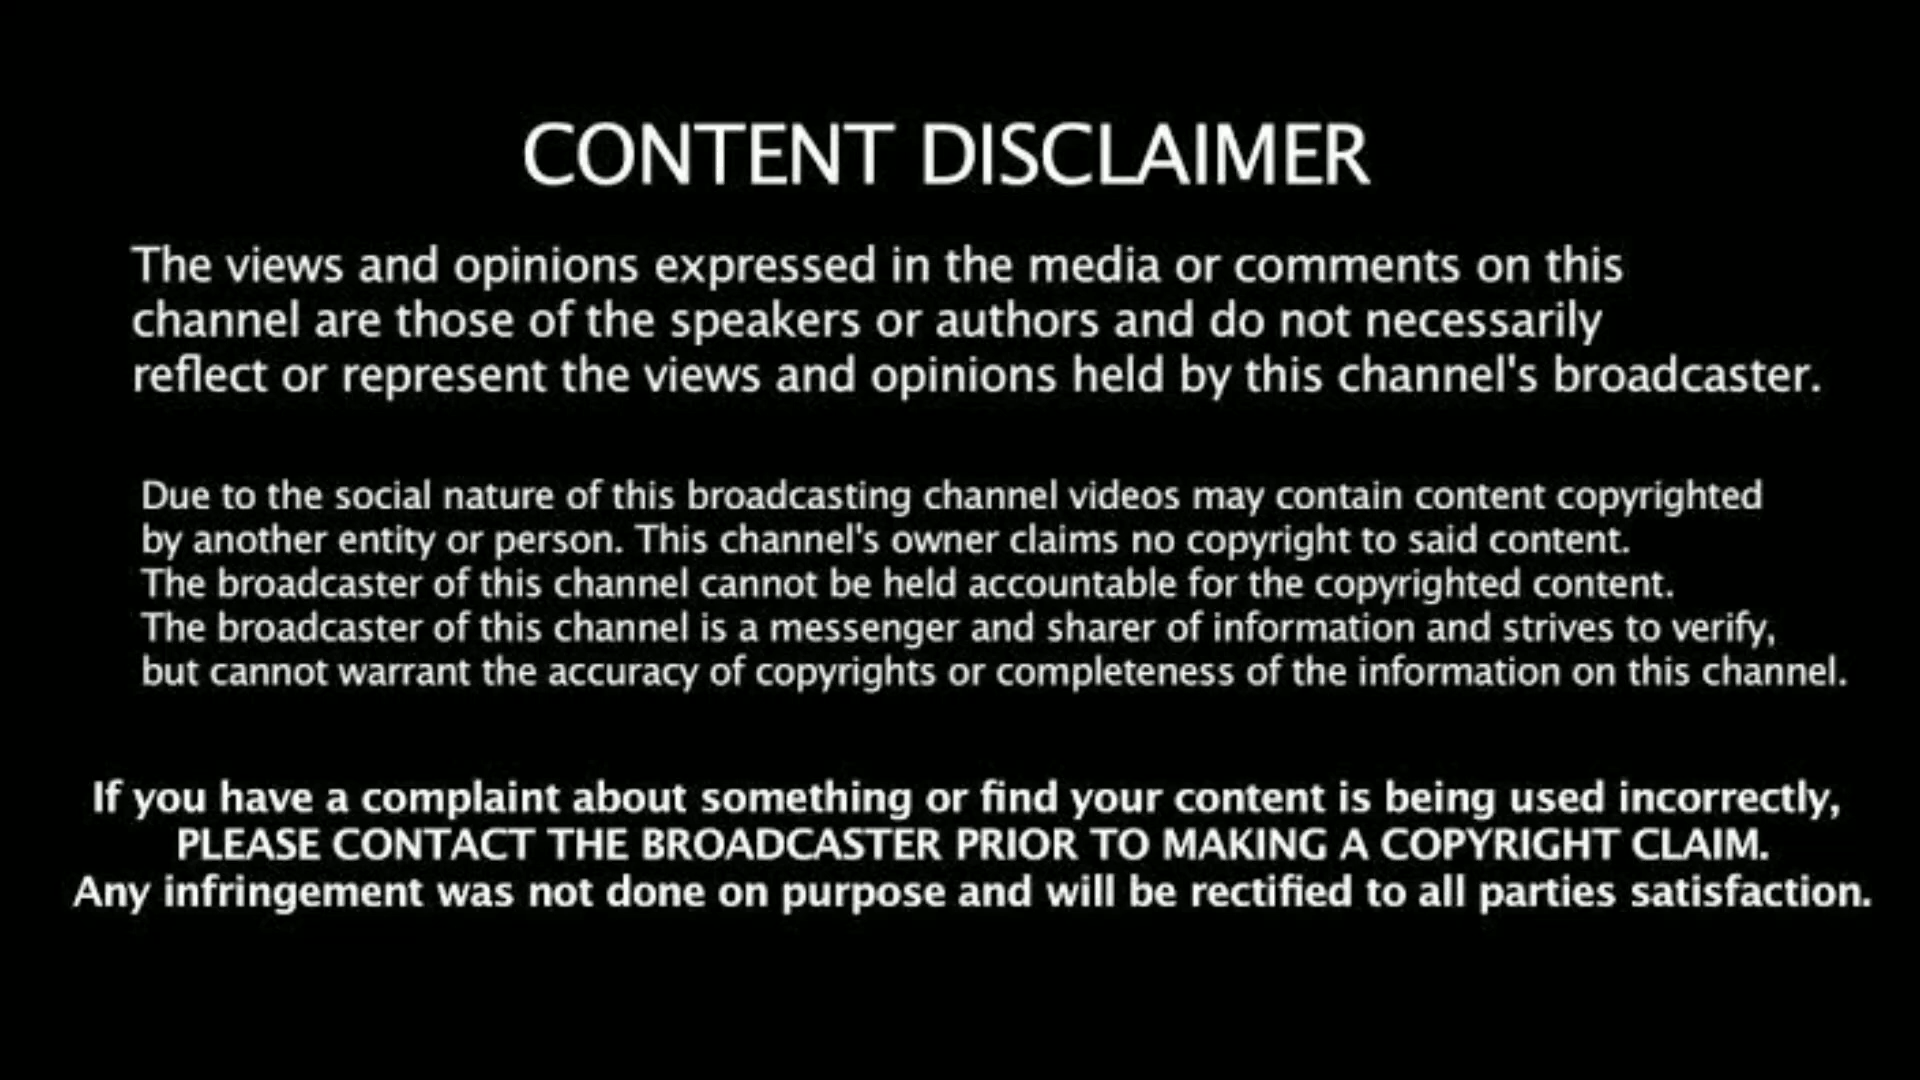 CONTENT DISCLAIMER
The views and opinions expressed in the media or comments on this
channel are those of the speakers or authors and do not necessarily
reflect or represent the views and opinions held by this channel's broadcaster.
Due to the social nature of this broadcasting channel videos may contain content copyrighted
by another entity or person. This channel's owner claims no copyright to said content.
The broadcaster of this channel cannot be held accountable for the copyrighted content.
The broadcaster of this channel is a messenger and sharer of information and strives to verify,
but cannot warrant the accuracy of copyrights or completeness of the information on this channel.
If you have a complaint about something or find your content is being used incorrectly,
PLEASE CONTACT THE BROADCASTER PRIOR TO MAKING A COPYRIGHT CLAIM.
Any infringement was not done on purpose and will be rectified to all parties satisfaction.